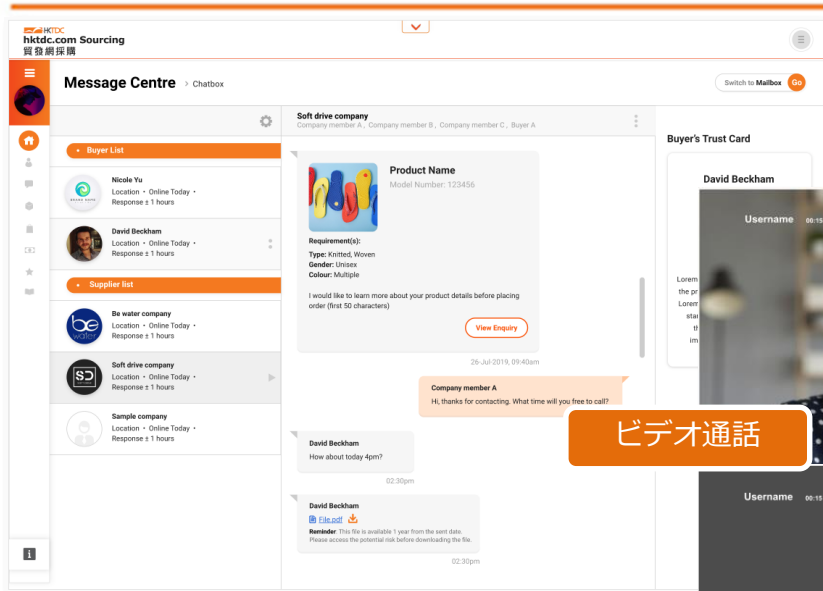 HKTDC
hktdc.com Sourcing
貿發網採購
Message Centre > Chatbox
Switch to Mailbox Go
• Buyer List
Nicole Yu
Location • Online Today •
Response ± 1 hours
David Beckham
Location • Online Today •
Response ± 1 hours
• Supplier list
be
water
Be water company
Location • Online Today •
Response ± 1 hours
Soft drive company
Location • Online Today •
Response ± 1 hours
Sample company
Location • Online Today •
Response ± 1 hours
Soft drive company
Company member A , Company member B , Company member C , Buyer A
Product Name
Model Number: 123456
Requirement(s):
Type: Knitted, Woven
Gender: Unisex
Colour: Multiple
I would like to learn more about your product details before placing
order (first 50 characters)
View Enquiry
26-Jul-2019, 09:40am
Company member A
Hi, thanks for contacting. What time will you free to call?
David Beckham
How about today 4pm?
02:30pm
David Beckham
File.pdf
Reminder: This file is available 1 year from the sent date.
Please access the potential risk before downloading the file.
02:30pm
Buyer's Trust Card
David Beckham
Username 00:15
Lorem
the pr
Lorem
star
th
im
ビデオ通話
Username 00:15